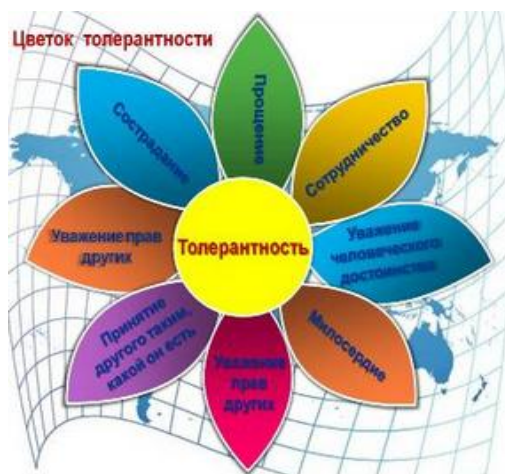 Цветок толерантности
Прощение
Сотрудничество
Уважение
человеческого
достоинства
Милосердие
Уважение
прав
других
Принятие
другого таким,
какой он есть
Уважение прав
других
Сострадание
Толерантность